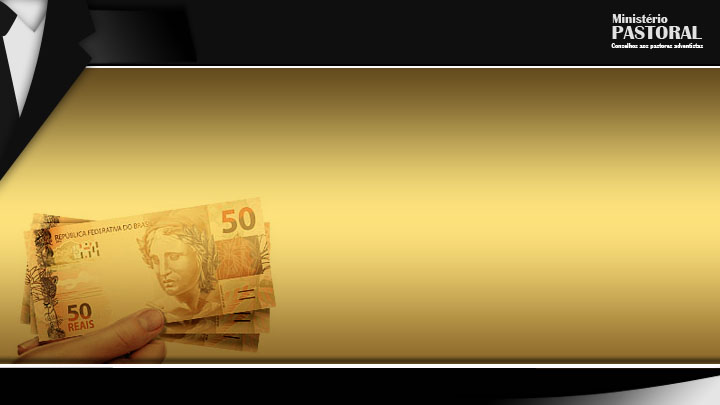 Ministério
PASTORAL
Conselhos aos pastores adventistas
50
REPÚBLICA FEDERATIVA DO BRASIL
50
REAIS